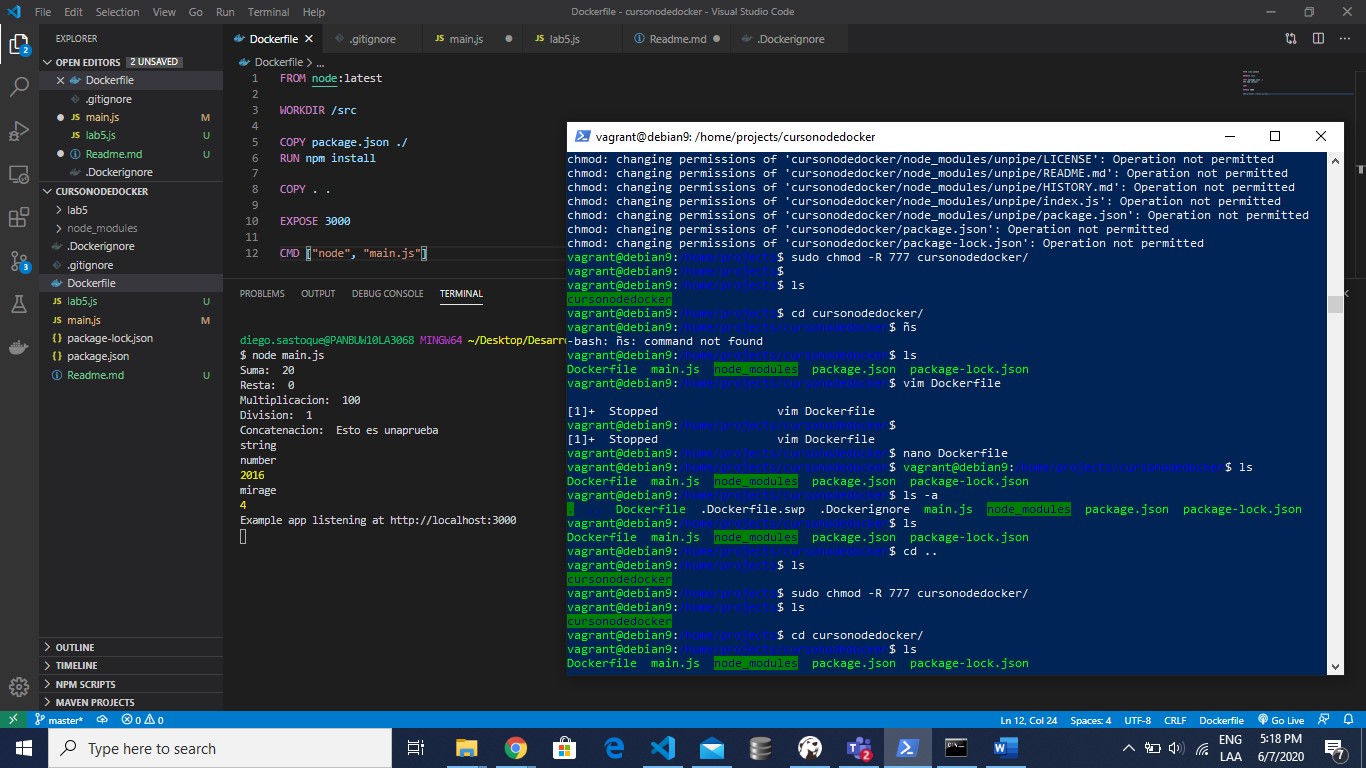 File Edit Selection View Go Run Terminal Help
Dockerfile - cursonodedocker - Visual Studio Code
EXPLORER
OPEN EDITORS 2 UNSAVED
Dockerfile
.gitignore
main.js M
lab5.js U
Readme.md U
.Dockerignore
CURSONODEDOCKER
lab5
node_modules
.Dockerignore
.gitignore
Dockerfile
lab5.js U
main.js M
package-lock.json
package.json
Readme.md U
OUTLINE
TIMELINE
NPM SCRIPTS
MAVEN PROJECTS
Dockerfile .gitignore main.js lab5.js Readme.md .Dockerignore
Dockerfile > ...
1 FROM node:latest
2
3 WORKDIR /src
4
5 COPY package.json ./
6 RUN npm install
7
8 COPY . .
9
10 EXPOSE 3000
11
12 CMD ["node", "main.js"]
PROBLEMS OUTPUT DEBUG CONSOLE TERMINAL
diego.sastoque@PANBUW10LA3068 MINGW64 ~/Desktop/Desarro
$ node main.js
Suma: 20
Resta: 0
Multiplicacion: 100
Division: 1
Concatenacion: Esto es unaprueba
string
number
2016
mirage
4
Example app listening at http://localhost:3000
vagrant@debian9: /home/projects/cursonodedocker
chmod: changing permissions of 'cursonodedocker/node_modules/unpipe/LICENSE': Operation not permitted
chmod: changing permissions of 'cursonodedocker/node_modules/unpipe/README.md': Operation not permitted
chmod: changing permissions of 'cursonodedocker/node_modules/unpipe/HISTORY.md': Operation not permitted
chmod: changing permissions of 'cursonodedocker/node_modules/unpipe/index.js': Operation not permitted
chmod: changing permissions of 'cursonodedocker/node_modules/unpipe/package.json': Operation not permitted
chmod: changing permissions of 'cursonodedocker/package.json': Operation not permitted
chmod: changing permissions of 'cursonodedocker/package-lock.json': Operation not permitted
vagrant@debian9:/home/projects$ sudo chmod -R 777 cursonodedocker/
vagrant@debian9:/home/projects$
vagrant@debian9:/home/projects$ ls
cursonodedocker
vagrant@debian9:/home/projects$ cd cursonodedocker/
vagrant@debian9:/home/projects/cursonodedocker$ ñs
-bash: ñs: command not found
vagrant@debian9:/home/projects/cursonodedocker$ ls
Dockerfile main.js node_modules package.json package-lock.json
vagrant@debian9:/home/projects/cursonodedocker$ vim Dockerfile
[1]+ Stopped vim Dockerfile
vagrant@debian9:/home/projects/cursonodedocker$
[1]+ Stopped vim Dockerfile
vagrant@debian9:/home/projects/cursonodedocker$ nano Dockerfile
vagrant@debian9:/home/projects/cursonodedocker$ vagrant@debian9:/home/projects/cursonodedocker$ ls
Dockerfile main.js node_modules package.json package-lock.json
vagrant@debian9:/home/projects/cursonodedocker$ ls -a
. .. Dockerfile .Dockerfile.swp .Dockerignore main.js node_modules package.json package-lock.json
vagrant@debian9:/home/projects/cursonodedocker$ ls
Dockerfile main.js node_modules package.json package-lock.json
vagrant@debian9:/home/projects/cursonodedocker$ cd ..
vagrant@debian9:/home/projects$ ls
cursonodedocker
vagrant@debian9:/home/projects$ sudo chmod -R 777 cursonodedocker/
vagrant@debian9:/home/projects$ ls
cursonodedocker
vagrant@debian9:/home/projects$ cd cursonodedocker/
vagrant@debian9:/home/projects/cursonodedocker$ ls
Dockerfile main.js node_modules package.json package-lock.json
master* 0 0 Ln 12, Col 24 Spaces: 4 UTF-8 CRLF Dockerfile Go Live
Type here to search
ENG
LAA
5:18 PM
6/7/2020